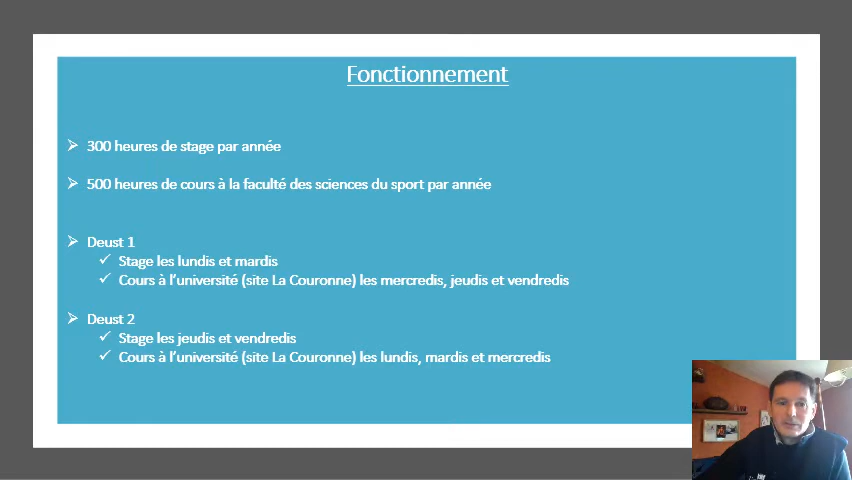 Fonctionnement
300 heures de stage par année
500 heures de cours à la faculté des sciences du sport par année
Deust 1
Stage les lundis et mardis
Cours à l'université (site La Couronne) les mercredis, jeudis et vendredis
Deust 2
Stage les jeudis et vendredis
Cours à l'université (site La Couronne) les lundis, mardis et mercredis